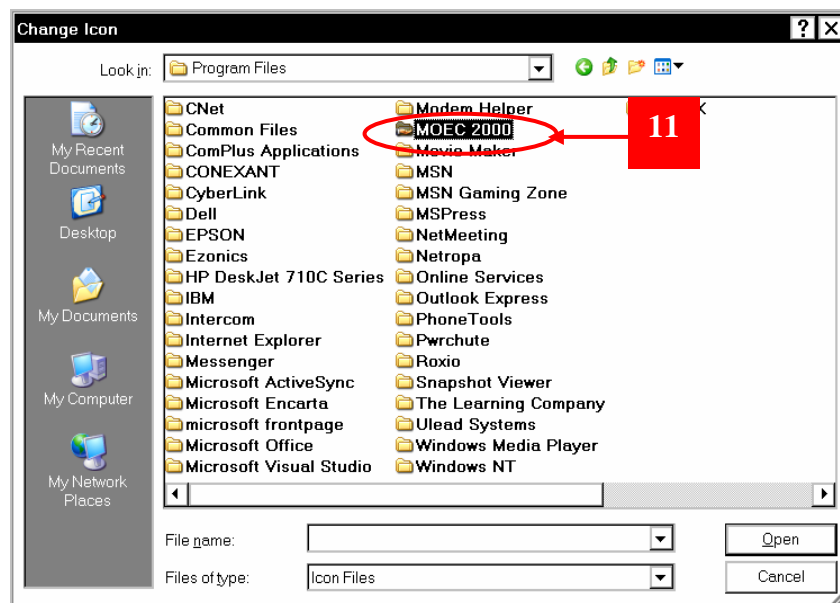 Change Icon
Look in:
Program Files
My Recent
Documents
Desktop
My Documents
My Computer
My Network
Places
CNet
Common Files
ComPlus Applications
CONEXANT
CyberLink
Dell
EPSON
Ezonics
HP DeskJet 710C Series
IBM
Intercom
Internet Explorer
Messenger
Microsoft ActiveSync
Microsoft Encarta
microsoft frontpage
Microsoft Office
Microsoft Visual Studio
Modem Helper
MOEC 2000
Movie Maker
MSN
MSN Gaming Zone
MSPress
NetMeeting
Netropa
Online Services
Outlook Express
PhoneTools
Pwrchute
Roxio
Snapshot Viewer
The Learning Company
Ulead Systems
Windows Media Player
Windows NT
11
File name:
Open
Files of type:
Icon Files
Cancel